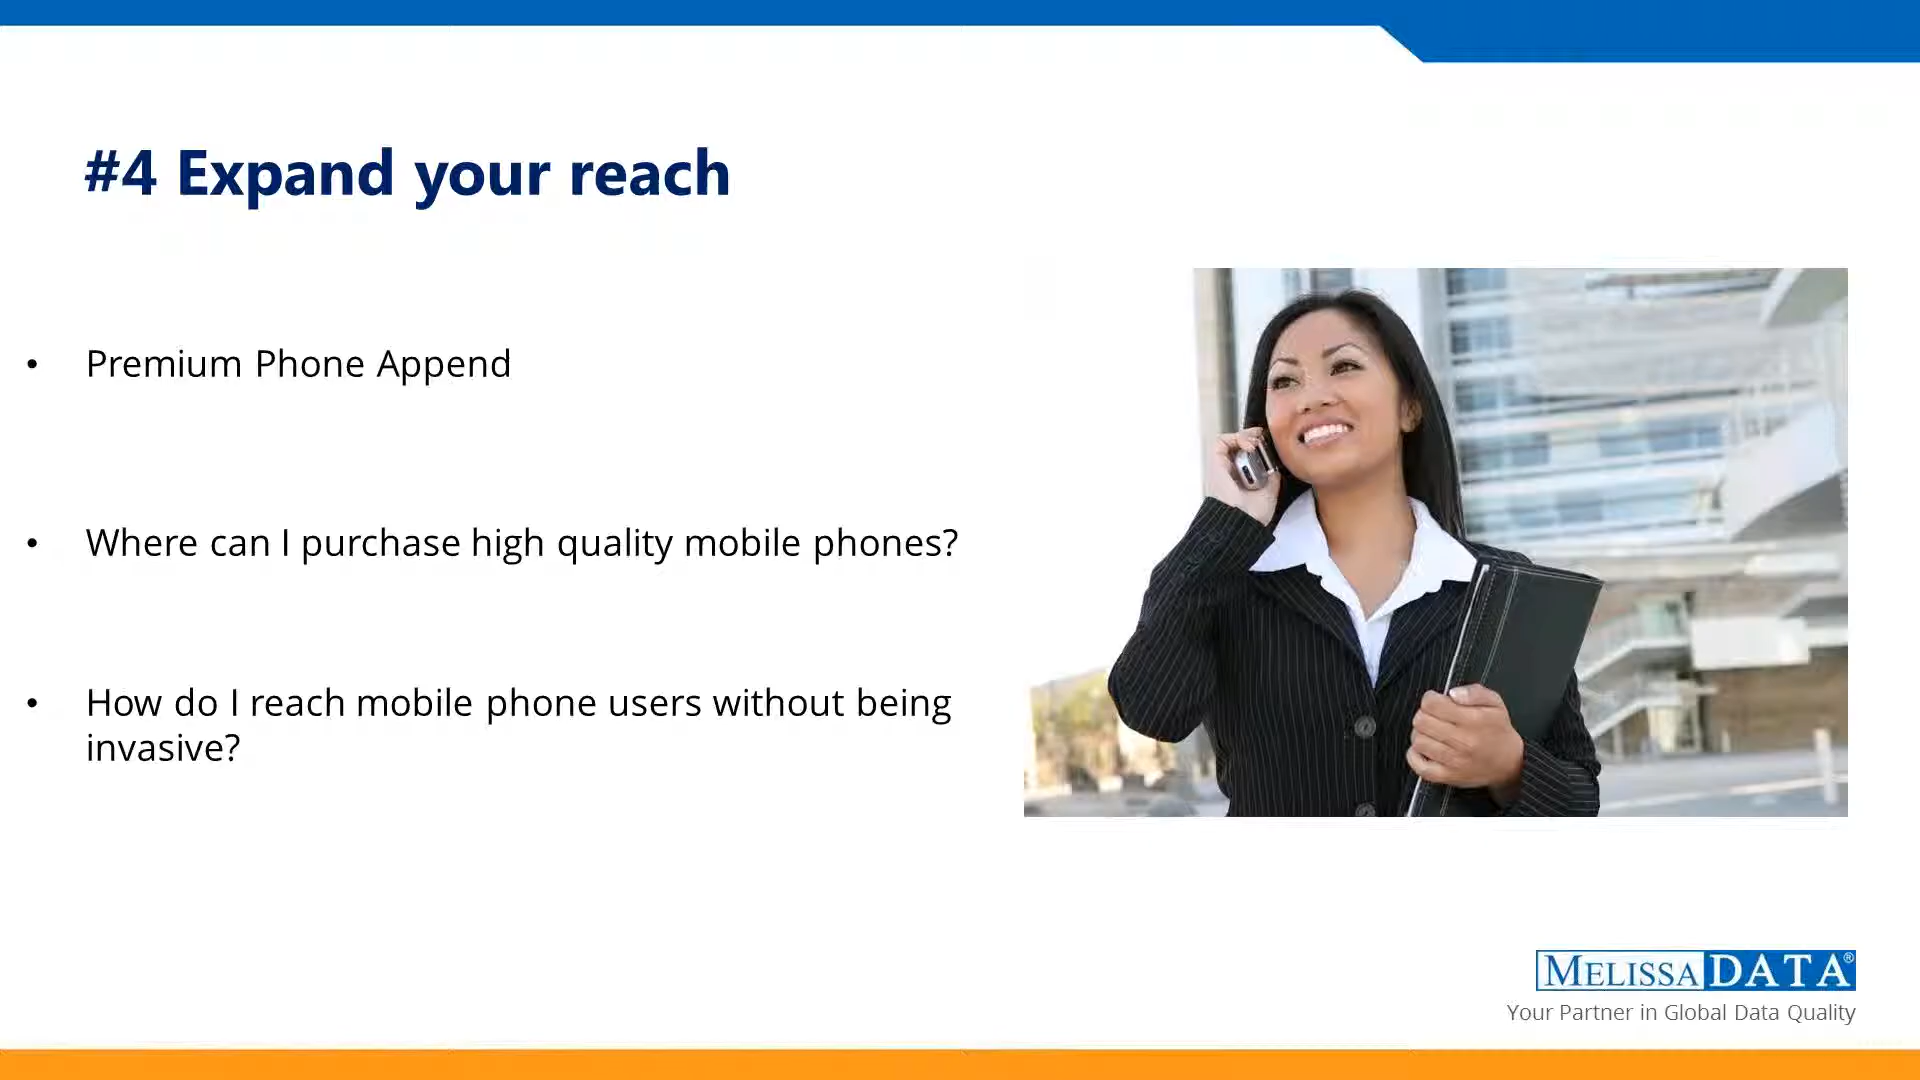 #4 Expand your reach
• Premium Phone Append
• Where can I purchase high quality mobile phones?
• How do I reach mobile phone users without being
invasive?
MELISSA DATA®
Your Partner in Global Data Quality